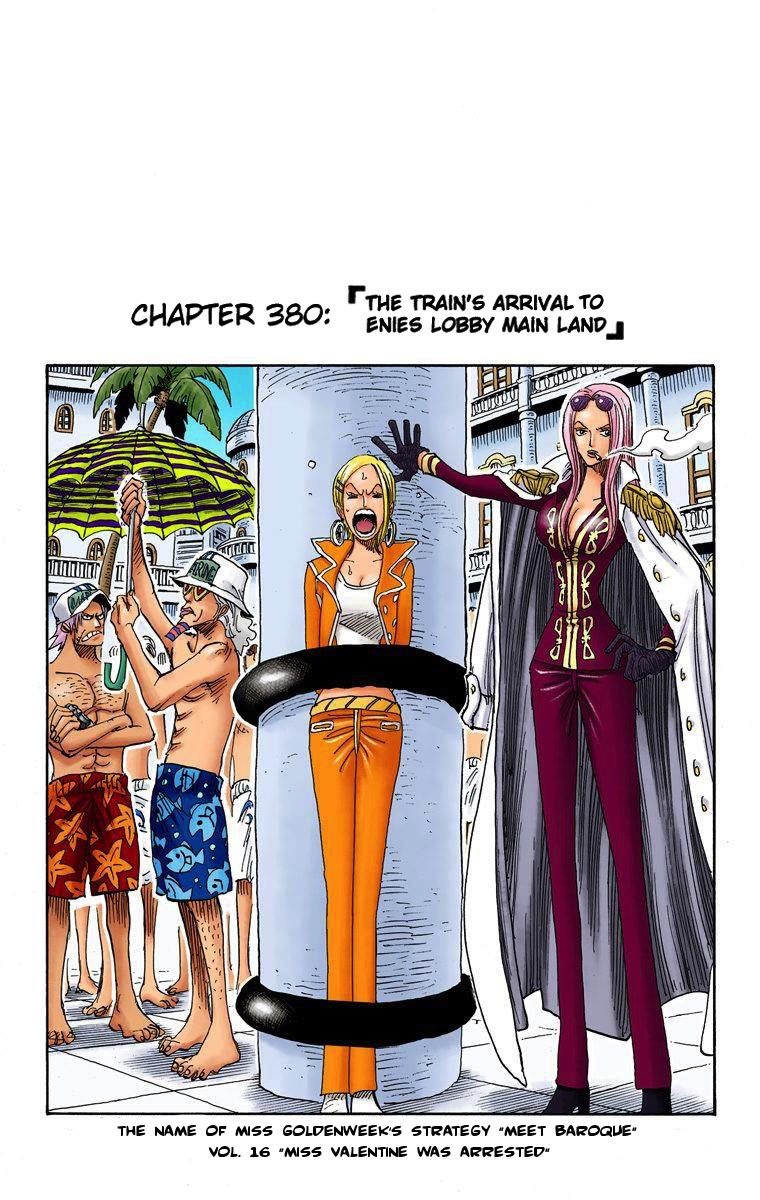 CHAPTER 380:
『THE TRAIN'S ARRIVAL TO
ENIES LOBBY MAIN LAND』
THE NAME OF MISS GOLDENWEEK'S STRATEGY "MEET BAROQUE"
VOL. 16 "MISS VALENTINE WAS ARRESTED"